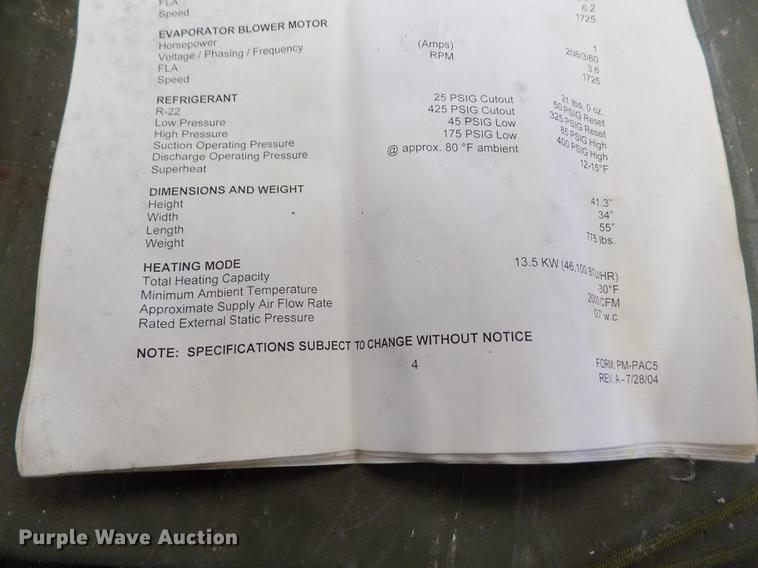 FLA
Speed 6.2
1725
EVAPORATOR BLOWER MOTOR
Horsepower 1
Voltage / Phasing / Frequency 208/3/60
FLA (Amps) 3.6
Speed RPM 1725
REFRIGERANT
R-22 21 lbs. 0 oz.
Low Pressure 25 PSIG Cutout 50 PSIG Reset
High Pressure 425 PSIG Cutout 325 PSIG Reset
Suction Operating Pressure 45 PSIG Low 85 PSIG High
Discharge Operating Pressure 175 PSIG Low 400 PSIG High
Superheat @ approx. 80 °F ambient 12-15°F
DIMENSIONS AND WEIGHT
Height 41.3"
Width 34"
Length 55"
Weight 775 lbs.
HEATING MODE
Total Heating Capacity 13.5 KW (46,100 BTU/HR)
Minimum Ambient Temperature -30°F
Approximate Supply Air Flow Rate 2000 CFM
Rated External Static Pressure 0.7" w.c.
NOTE: SPECIFICATIONS SUBJECT TO CHANGE WITHOUT NOTICE
4
FORM: PM-PAC5
REV. A - 7/28/04
Purple Wave Auction